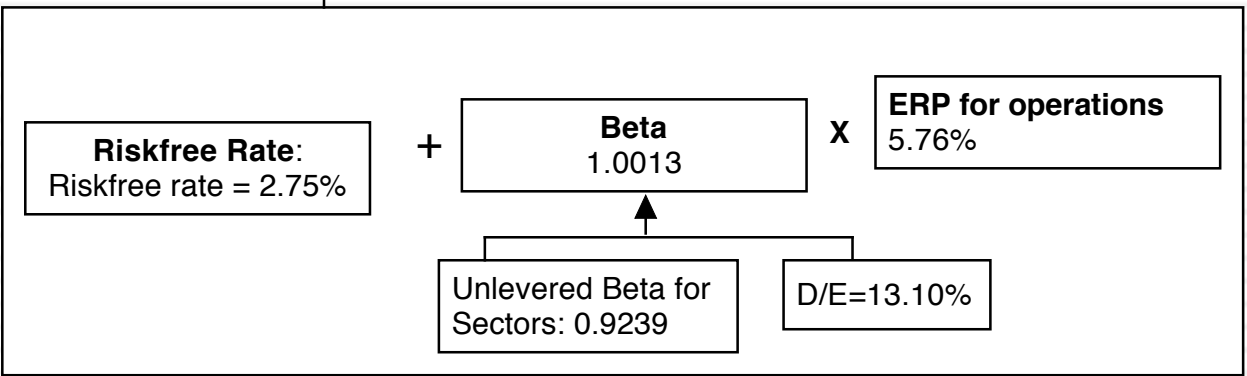 Riskfree Rate:
Riskfree rate = 2.75%
+
Beta
1.0013
X
ERP for operations
5.76%
Unlevered Beta for
Sectors: 0.9239
D/E=13.10%